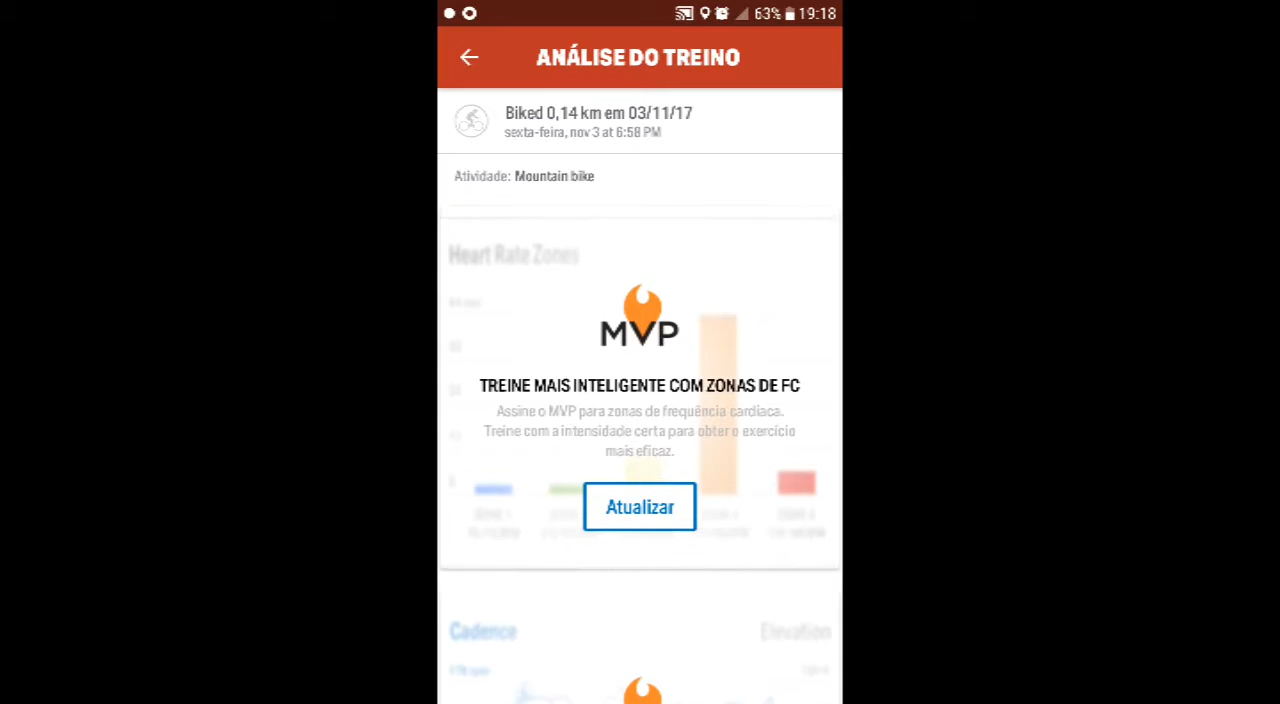 63% 19:18
ANÁLISE DO TREINO
Biked 0,14 km em 03/11/17
sexta-feira, nov 3 at 6:58 PM
Atividade: Mountain bike
Heart Rate Zones
MVP
TREINE MAIS INTELIGENTE COM ZONAS DE FC
Assine o MVP para zonas de frequência cardíaca.
Treine com a intensidade certa para obter o exercício
mais eficaz.
Atualizar
Cadence Elevation